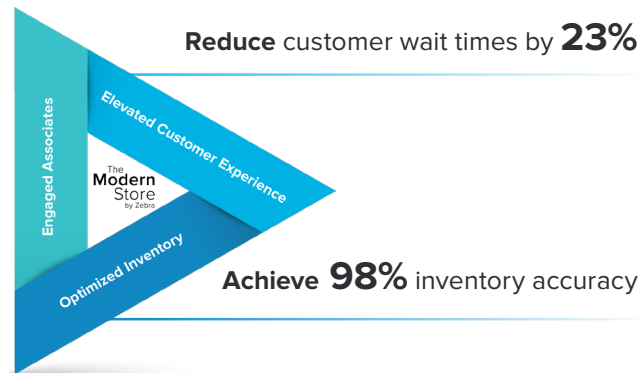 Reduce customer wait times by 23%
Elevated Customer Experience
Engaged Associates
The
Modern
Store
by Zebra
Optimized Inventory
Achieve 98% inventory accuracy